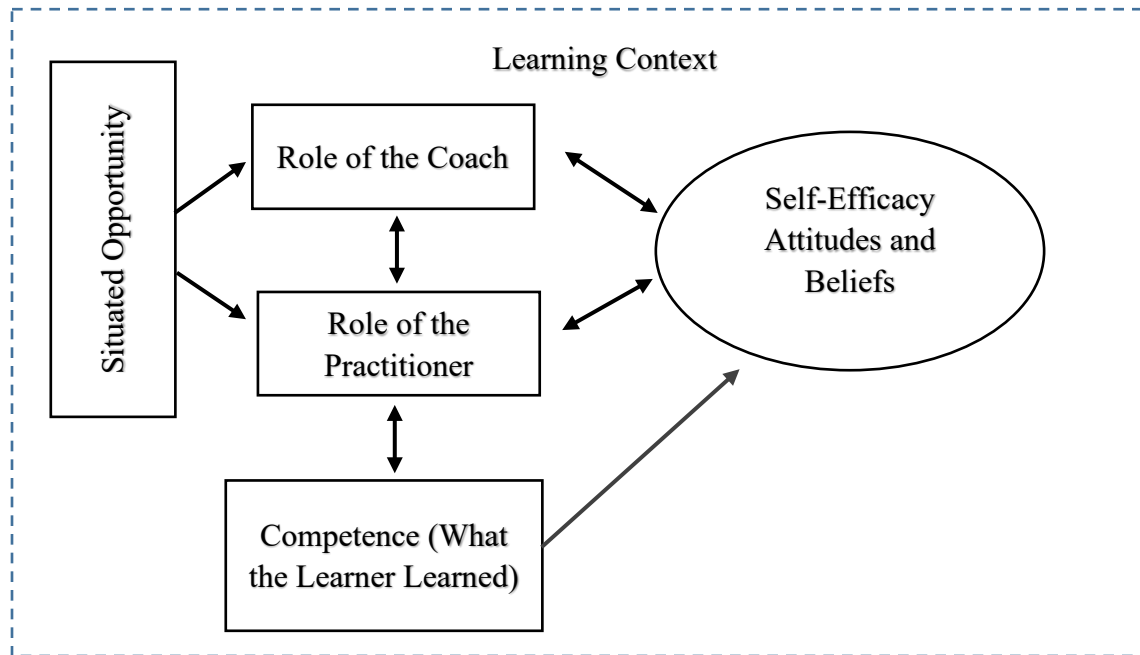 Learning Context
Situated Opportunity
Role of the Coach
Self-Efficacy
Attitudes and
Beliefs
Role of the
Practitioner
Competence (What
the Learner Learned)